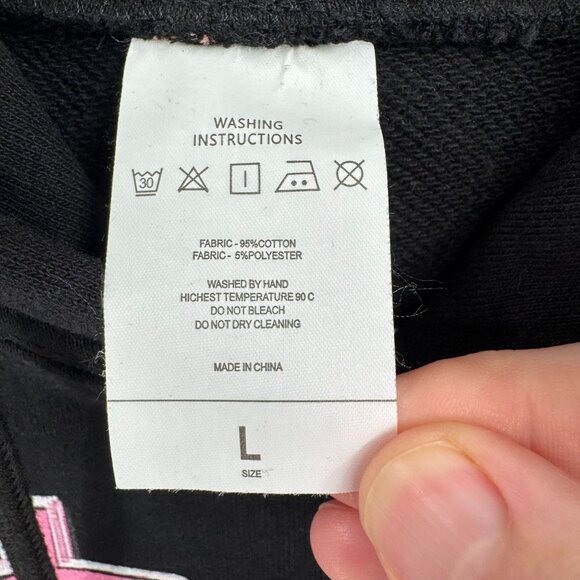 WASHING
INSTRUCTIONS
30
FABRIC - 95%COTTON
FABRIC - 5%POLYESTER
WASHED BY HAND
HICHEST TEMPERATURE 90 C
DO NOT BLEACH
DO NOT DRY CLEANING
MADE IN CHINA
L
SIZE